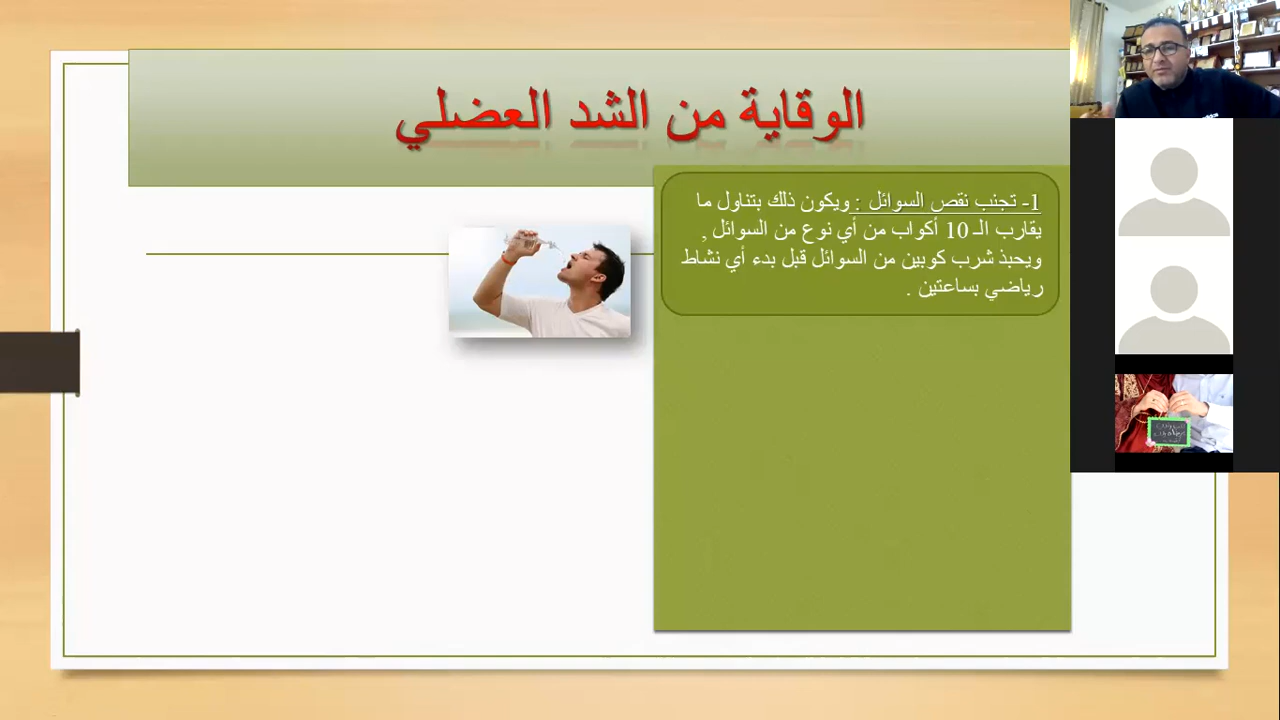 الوقاية من الشد العضلي
1- تجنب نقص السوائل : ويكون ذلك بتناول ما
يقارب الـ 10 أكواب من أي نوع من السوائل ,
ويحبذ شرب كوبين من السوائل قبل بدء أي نشاط
رياضي بساعتين .